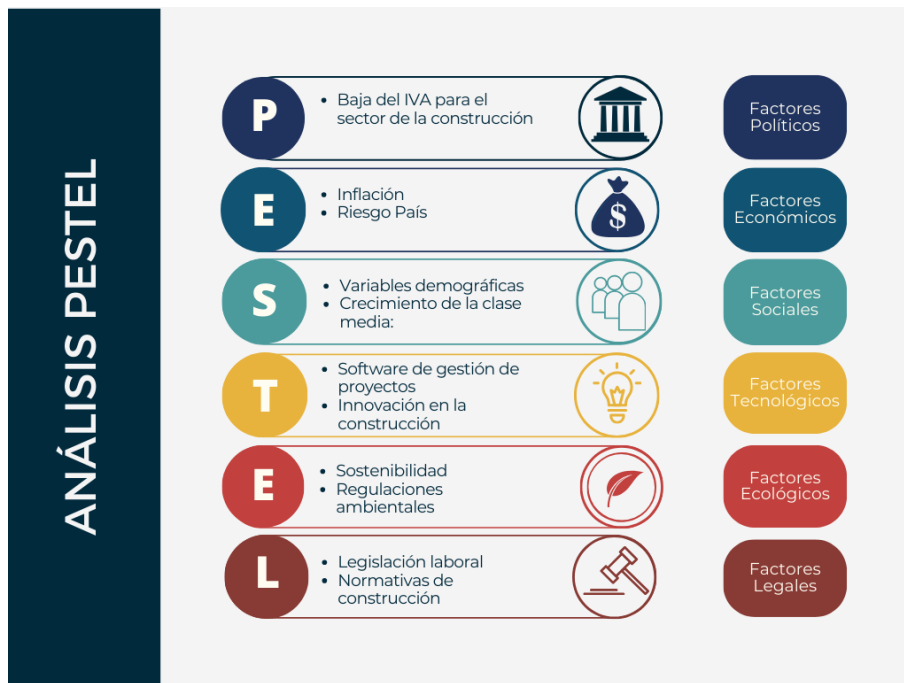 ANÁLISIS PESTEL
P
• Baja del IVA para el
sector de la construcción
Factores
Políticos
E
• Inflación
• Riesgo País
$
Factores
Económicos
S
• Variables demográficas
• Crecimiento de la clase
media:
Factores
Sociales
T
• Software de gestión de
proyectos
• Innovación en la
construcción
Factores
Tecnológicos
E
• Sostenibilidad
• Regulaciones
ambientales
Factores
Ecológicos
L
• Legislación laboral
• Normativas de
construcción
Factores
Legales